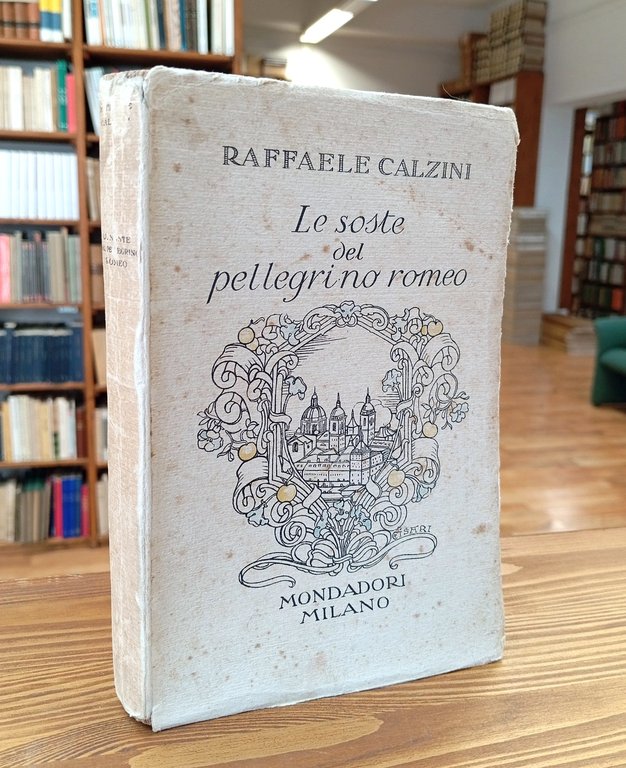 RAFFAELE CALZINI
Le soste
del
pellegrino romeo
MONDADORI
MILANO